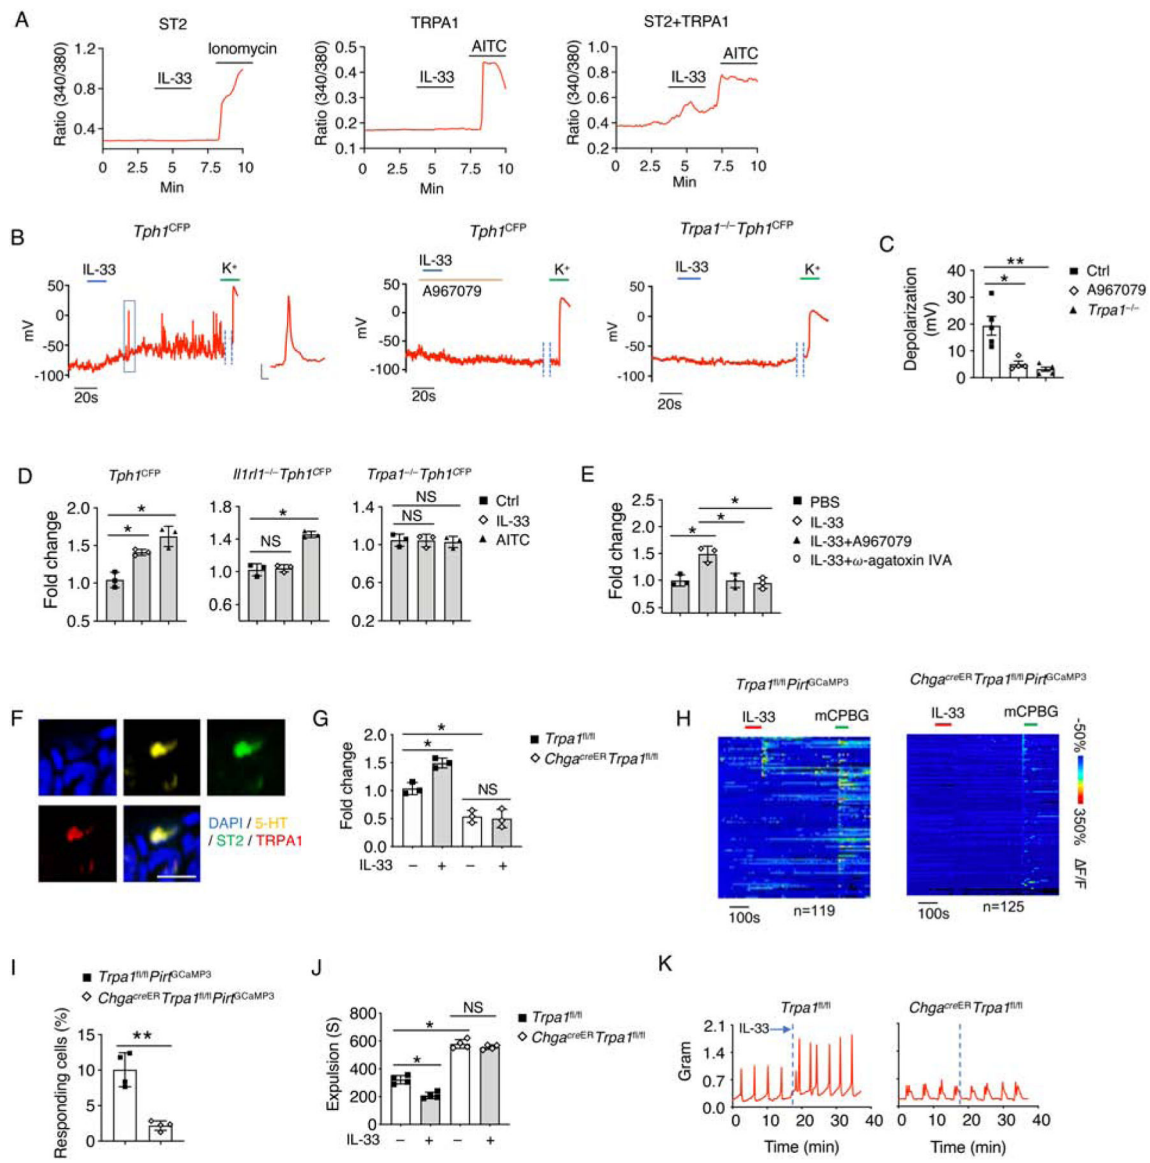 A
ST2
TRPA1
ST2+TRPA1
Ratio (340/380)
1.2
0.8
0.4
IL-33
Ionomycin
0 2.5 5 7.5 10
Min
Ratio (340/380)
0.5
0.4
0.3
0.2
0.1
IL-33
AITC
0 2.5 5 7.5 10
Min
Ratio (340/380)
1.0
0.8
0.6
0.4
0.2
IL-33
AITC
0 2.5 5 7.5 10
Min
B
Tph1CFP
IL-33
K+
mV
50
0
-50
-100
20s
Tph1CFP
IL-33
A967079
K+
mV
50
0
-50
-100
20s
Trpa1–/–Tph1CFP
IL-33
K+
mV
50
0
-50
-100
20s
C
Depolarization
(mV)
40
30
20
10
0
**
*
Ctrl
A967079
Trpa1–/–
D
Tph1CFP
Fold change
2.0
1.5
1.0
0.5
*
*
Il1rl1–/–Tph1CFP
1.8
1.4
1.0
0.6
*
NS
Trpa1–/–Tph1CFP
1.4
1.0
0.6
0.2
NS
NS
Ctrl
IL-33
AITC
E
Fold change
2.5
2.0
1.5
1.0
0.5
*
*
*
PBS
IL-33
IL-33+A967079
IL-33+ω-agatoxin IVA
F
DAPI / 5-HT
/ ST2 / TRPA1
G
Fold change
2.0
1.5
1.0
0.5
0.0
*
*
NS
IL-33 – + – +
Trpa1fl/fl
ChgacreERTrpa1fl/fl
H
Trpa1fl/flPirtGCaMP3
IL-33
mCPBG
100s
n=119
ChgacreERTrpa1fl/flPirtGCaMP3
IL-33
mCPBG
100s
n=125
-50%
350%
ΔF/F
I
Trpa1fl/flPirtGCaMP3
ChgacreERTrpa1fl/flPirtGCaMP3
Responding cells (%)
15
10
5
0
**
J
Expulsion (S)
800
600
400
200
0
*
*
NS
IL-33 – + – +
Trpa1fl/fl
ChgacreERTrpa1fl/fl
K
Trpa1fl/fl
IL-33
Gram
2.1
1.4
0.7
0.0
0 10 20 30 40
Time (min)
ChgacreERTrpa1fl/fl
0 10 20 30 40
Time (min)